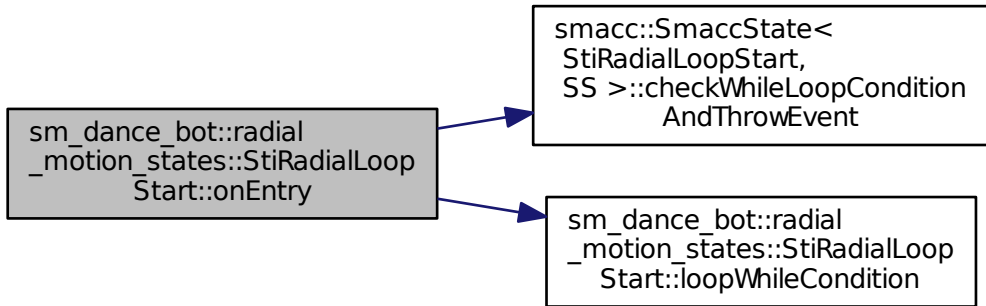 sm_dance_bot::radial
_motion_states::StiRadialLoop
Start::onEntry
smacc::SmaccState<
StiRadialLoopStart,
SS >::checkWhileLoopCondition
AndThrowEvent
sm_dance_bot::radial
_motion_states::StiRadialLoop
Start::loopWhileCondition